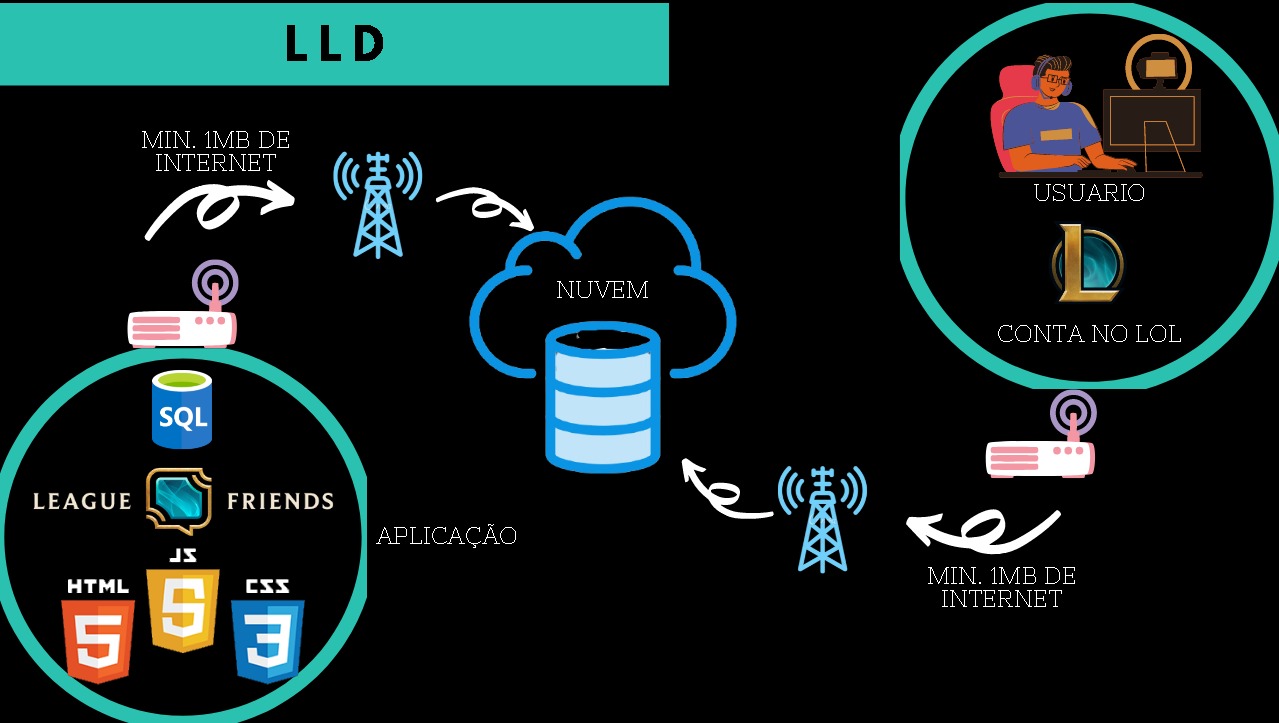 LLD
MIN. 1MB DE
INTERNET
USUARIO
NUVEM
CONTA NO LOL
SQL
LEAGUE FRIENDS
APLICAÇÃO
JS
HTML
CSS
5
5
3
MIN. 1MB DE
INTERNET